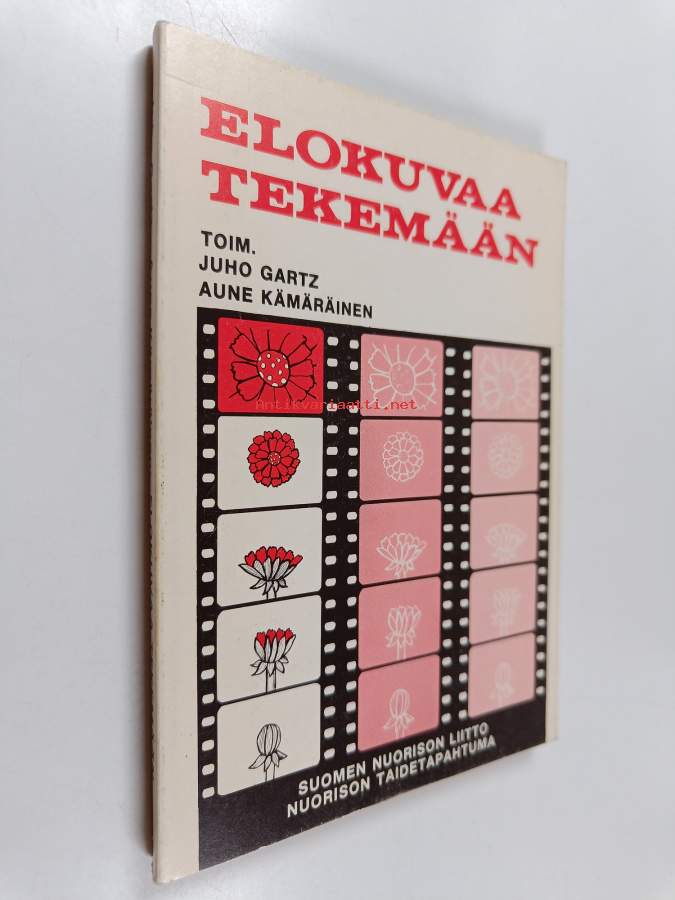 ELOKUVAA
TEKEMÄÄN
TOIM.
JUHO GARTZ
AUNE KÄMÄRÄINEN
Antikvariaatti.net
SUOMEN NUORISON LIITTO
NUORISON TAIDETAPAHTUMA